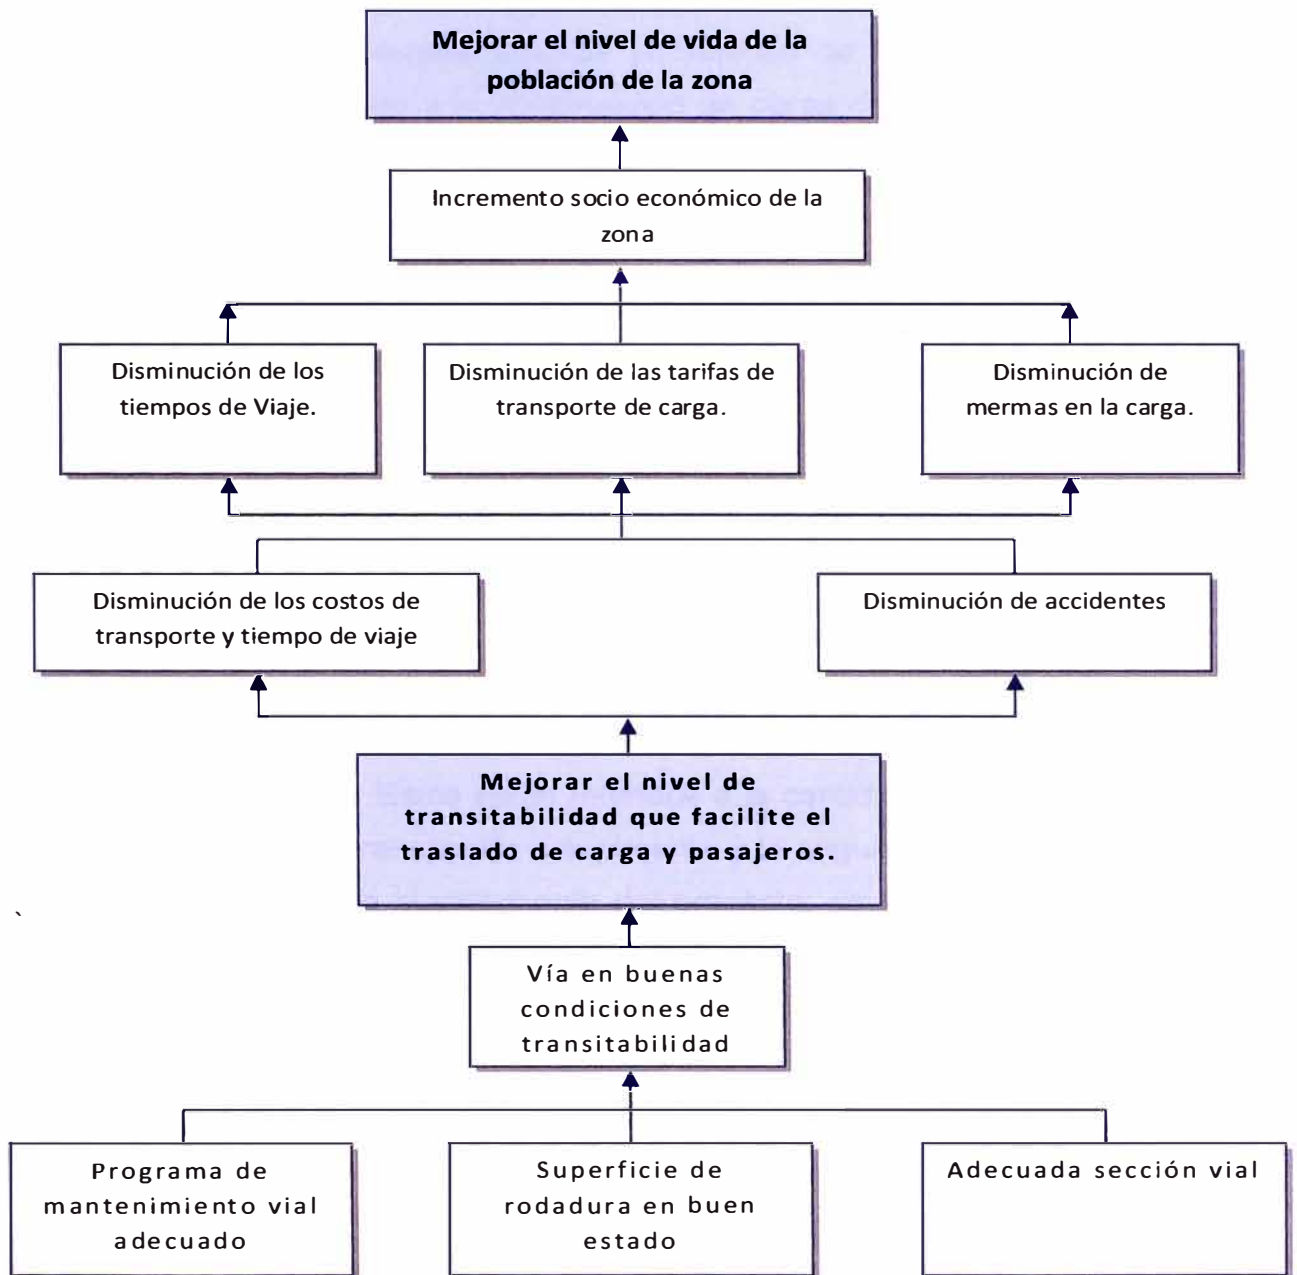 Mejorar el nivel de vida de la
población de la zona
Incremento socio económico de la
zona
Disminución de los
tiempos de Viaje.
Disminución de las tarifas de
transporte de carga.
Disminución de
mermas en la carga.
Disminución de los costos de
transporte y tiempo de viaje
Disminución de accidentes
Mejorar el nivel de
transitabilidad que facilite el
traslado de carga y pasajeros.
Vía en buenas
condiciones de
transitabilidad
Programa de
mantenimiento vial
adecuado
Superficie de
rodadura en buen
estado
Adecuada sección vial